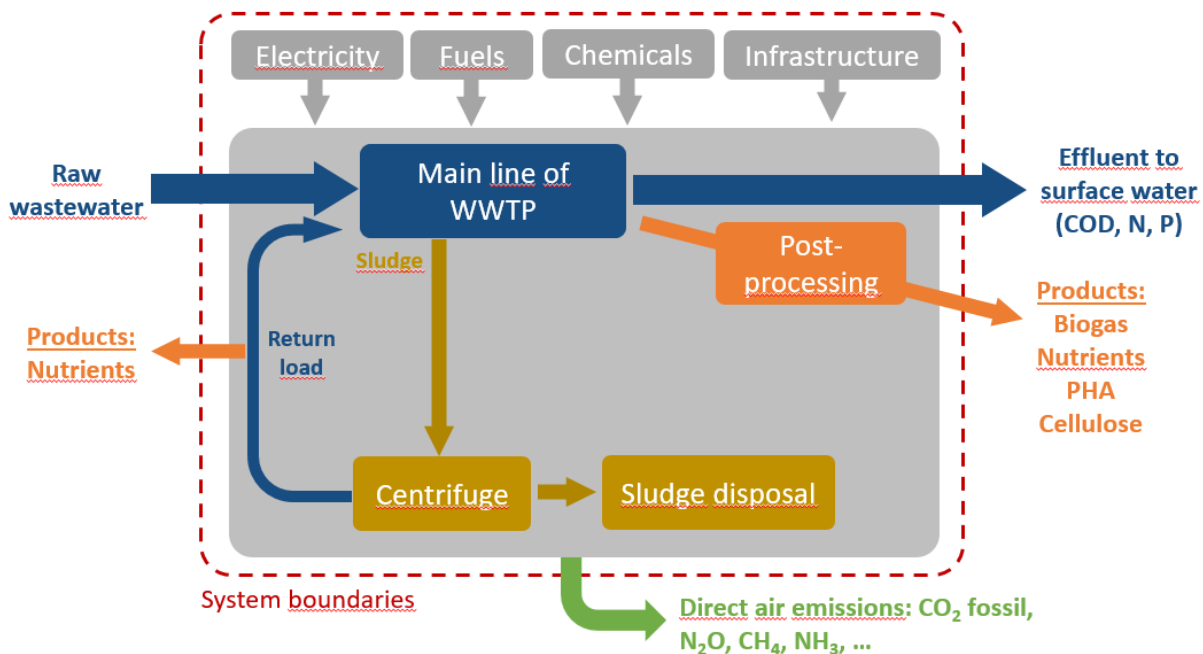 Electricity
Fuels
Chemicals
Infrastructure
Raw
wastewater
Main line of
WWTP
Effluent to
surface water
(COD, N, P)
Sludge
Post-
processing
Products:
Biogas
Nutrients
PHA
Cellulose
Products:
Nutrients
Return
load
Centrifuge
Sludge disposal
System boundaries
Direct air emissions: CO₂ fossil,
N₂O, CH₄, NH₃, ...